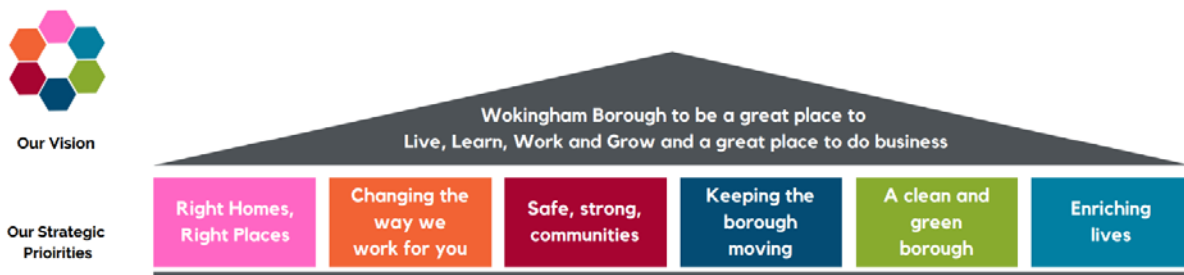 Our Vision
Wokingham Borough to be a great place to
Live, Learn, Work and Grow and a great place to do business
Our Strategic
Prioirities
Right Homes,
Right Places
Changing the
way we
work for you
Safe, strong,
communities
Keeping the
borough
moving
A clean and
green
borough
Enriching
lives